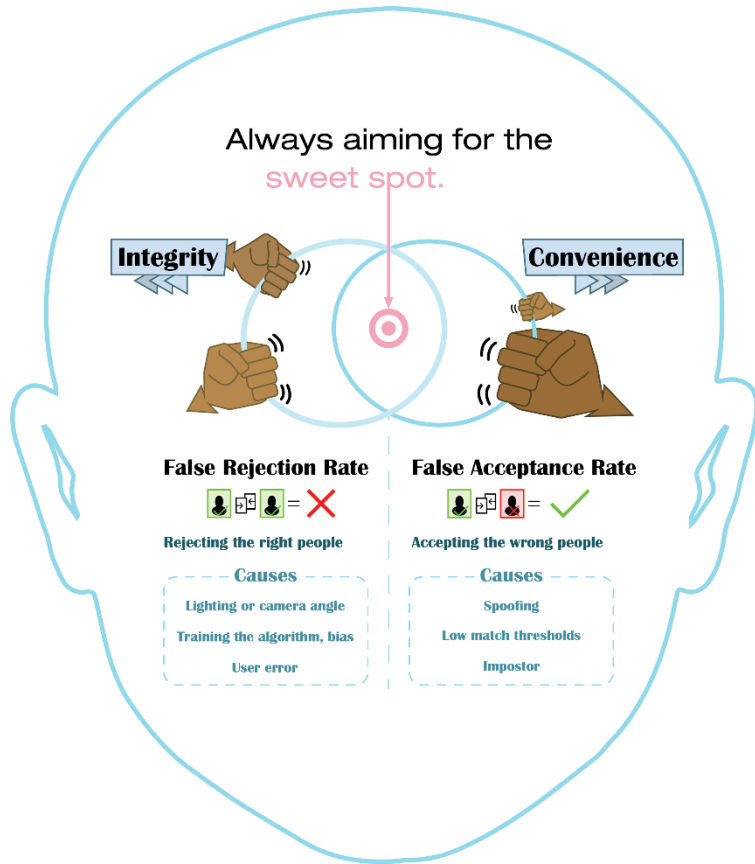 Always aiming for the
sweet spot.
Integrity
Convenience
False Rejection Rate
=
Rejecting the right people
Causes
Lighting or camera angle
Training the algorithm, bias
User error
False Acceptance Rate
=
Accepting the wrong people
Causes
Spoofing
Low match thresholds
Impostor